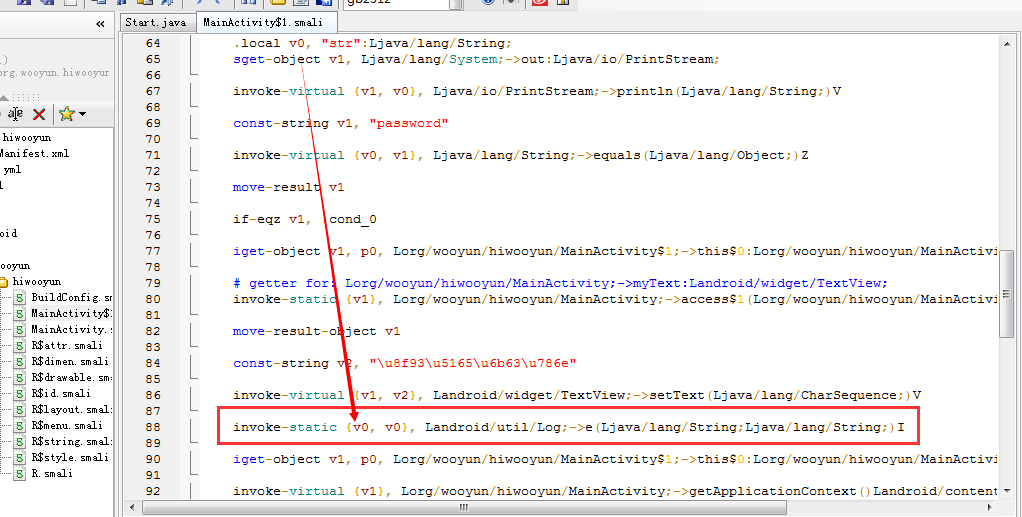 gb2312
«
Start.java
MainActivity$1.smali
)
org.wooyun.hiwooyun
hiwooyun
Manifest.xml
yml
l
oid
ooyun
hiwooyun
BuildConfig.sm
MainActivity$
MainActivity.s
R$attr.smali
R$dimen.smali
R$drawable.sma
R$id.smali
R$layout.smali
R$menu.smali
R$string.smali
R$style.smali
R.smali
64 .local v0, "str":Ljava/lang/String;
65 sget-object v1, Ljava/lang/System;->out:Ljava/io/PrintStream;
66
67 invoke-virtual {v1, v0}, Ljava/io/PrintStream;->println(Ljava/lang/String;)V
68
69 const-string v1, "password"
70
71 invoke-virtual {v0, v1}, Ljava/lang/String;->equals(Ljava/lang/Object;)Z
72
73 move-result v1
74
75 if-eqz v1, :cond_0
76
77 iget-object v1, p0, Lorg/wooyun/hiwooyun/MainActivity$1;->this$0:Lorg/wooyun/hiwooyun/MainActivi
78
79 # getter for: Lorg/wooyun/hiwooyun/MainActivity;->myText:Landroid/widget/TextView;
80 invoke-static {v1}, Lorg/wooyun/hiwooyun/MainActivity;->access$1(Lorg/wooyun/hiwooyun/MainActivi
81
82 move-result-object v1
83
84 const-string v2, "\u8f93\u5165\u6b63\u786e"
85
86 invoke-virtual {v1, v2}, Landroid/widget/TextView;->setText(Ljava/lang/CharSequence;)V
87
88 invoke-static {v0, v0}, Landroid/util/Log;->e(Ljava/lang/String;Ljava/lang/String;)I
89
90 iget-object v1, p0, Lorg/wooyun/hiwooyun/MainActivity$1;->this$0:Lorg/wooyun/hiwooyun/MainActivi
91
92 invoke-virtual {v1}, Lorg/wooyun/hiwooyun/MainActivity;->getApplicationContext()Landroid/content